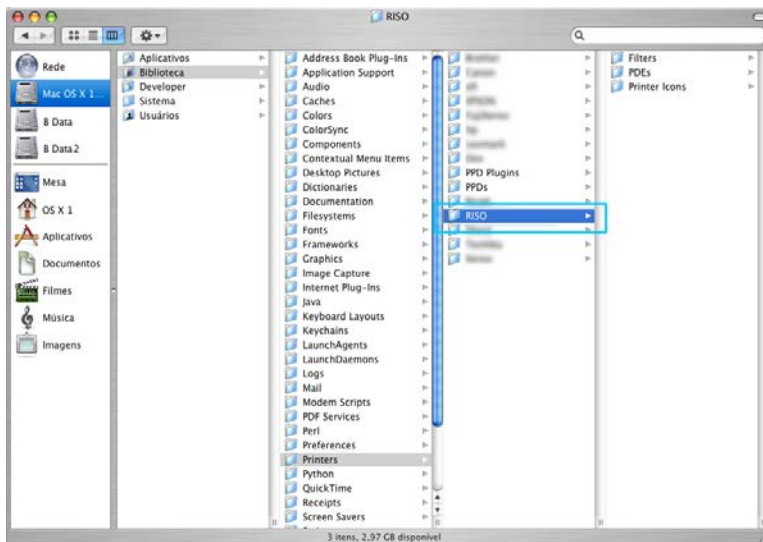 RISO
Rede
Mac OS X 1...
B Data
B Data2
Mesa
OS X 1
Aplicativos
Documentos
Filmes
Música
Imagens
Aplicativos
Biblioteca
Developer
Sistema
Usuários
Address Book Plug-Ins
Application Support
Audio
Caches
Colors
ColorSync
Components
Contextual Menu Items
Desktop Pictures
Dictionaries
Documentation
Filesystems
Fonts
Frameworks
Graphics
Image Capture
Internet Plug-Ins
Java
Keyboard Layouts
Keychains
LaunchAgents
LaunchDaemons
Logs
Mail
Modem Scripts
PDF Services
Perl
Preferences
Printers
Python
QuickTime
Receipts
Screen Savers
PPD Plugins
PPDs
RISO
Filters
PDEs
Printer Icons
3 itens, 2,97 GB disponível